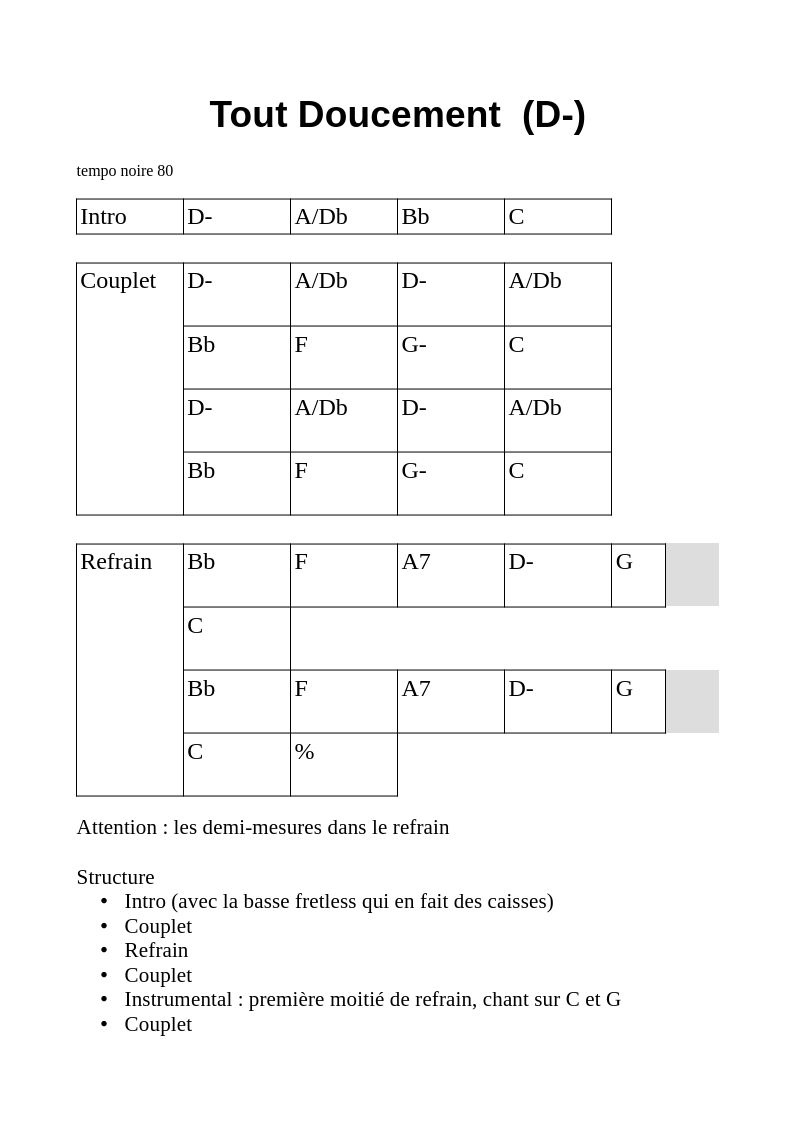 Tout Doucement (D-)
tempo noire 80
Intro D- A/Db Bb C
Couplet D- A/Db D- A/Db
Bb F G- C
D- A/Db D- A/Db
Bb F G- C
Refrain Bb F A7 D- G
C
Bb F A7 D- G
C %
Attention : les demi-mesures dans le refrain
Structure
• Intro (avec la basse fretless qui en fait des caisses)
• Couplet
• Refrain
• Couplet
• Instrumental : première moitié de refrain, chant sur C et G
• Couplet